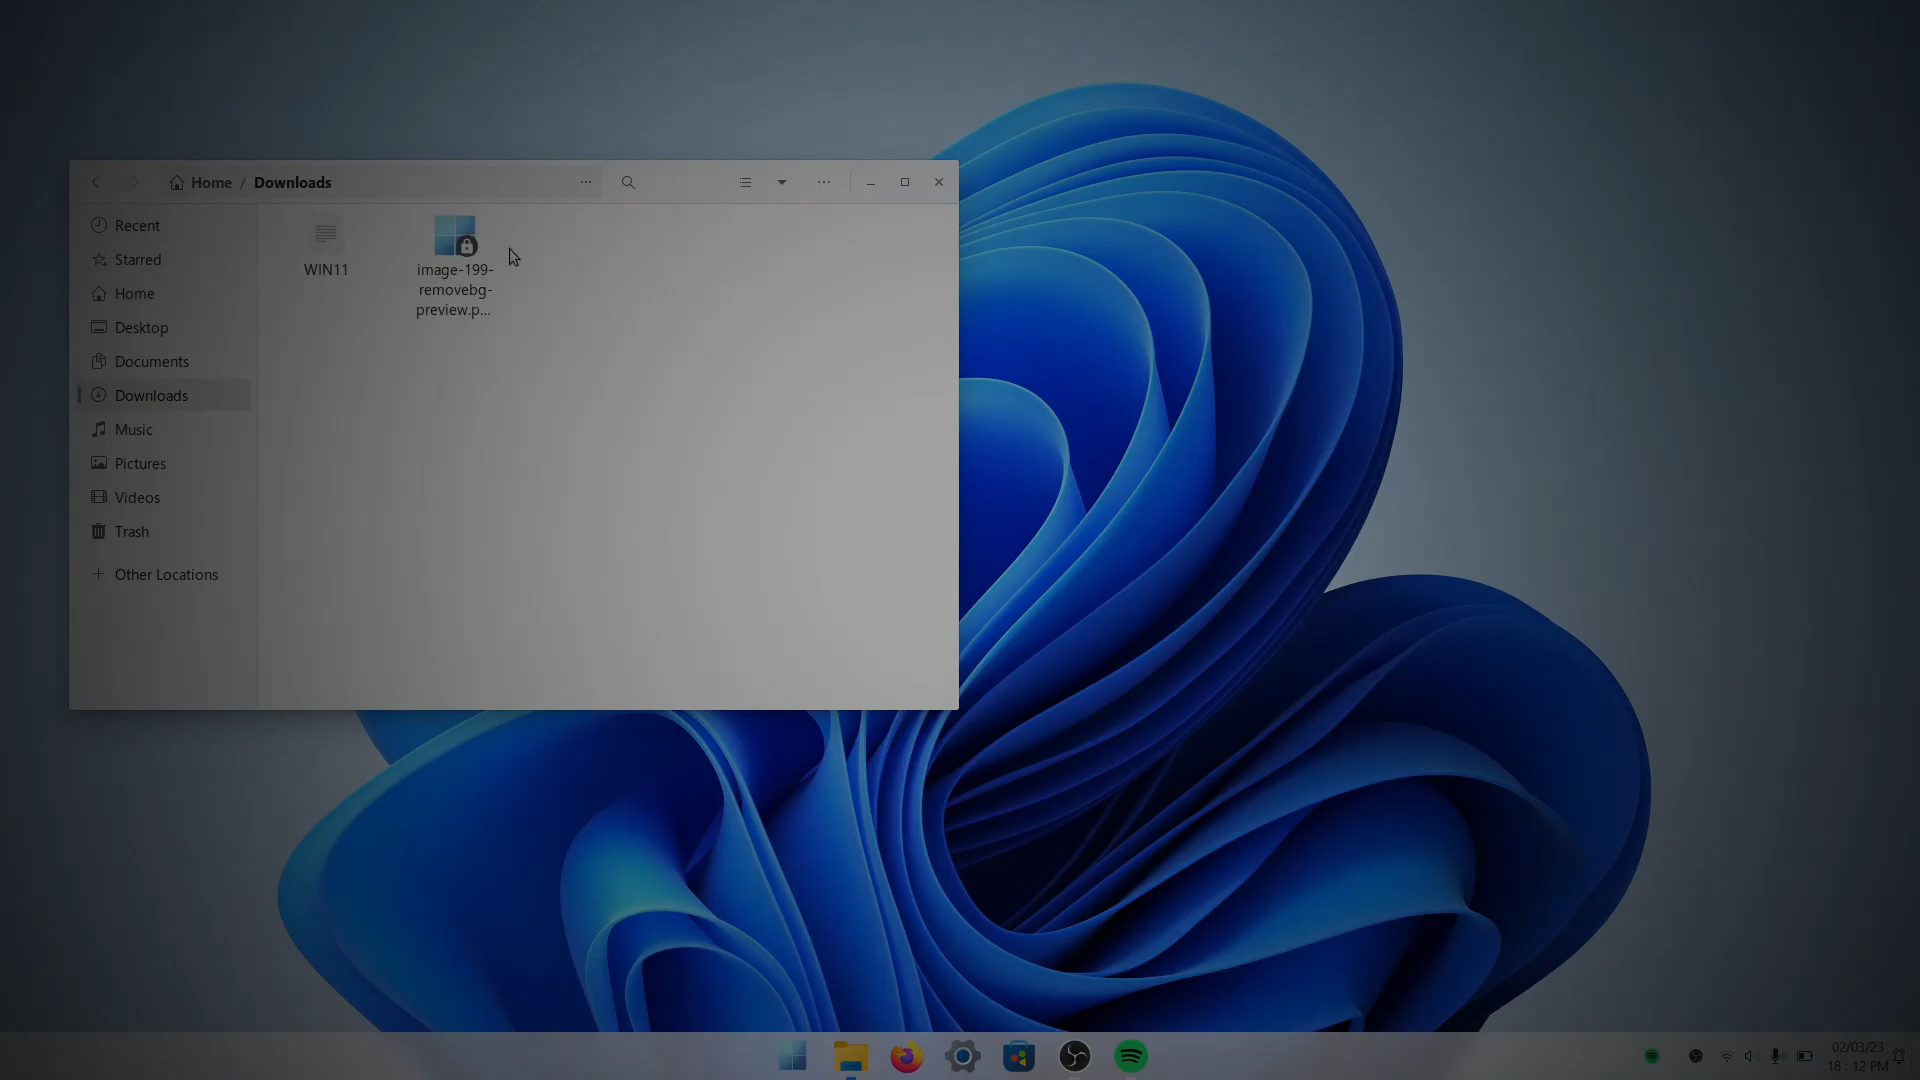 Home / Downloads
Recent
Starred
Home
Desktop
Documents
Downloads
Music
Pictures
Videos
Trash
Other Locations
WIN11
image-199-
removebg-
preview.p...
02/03/23
18 : 12 PM